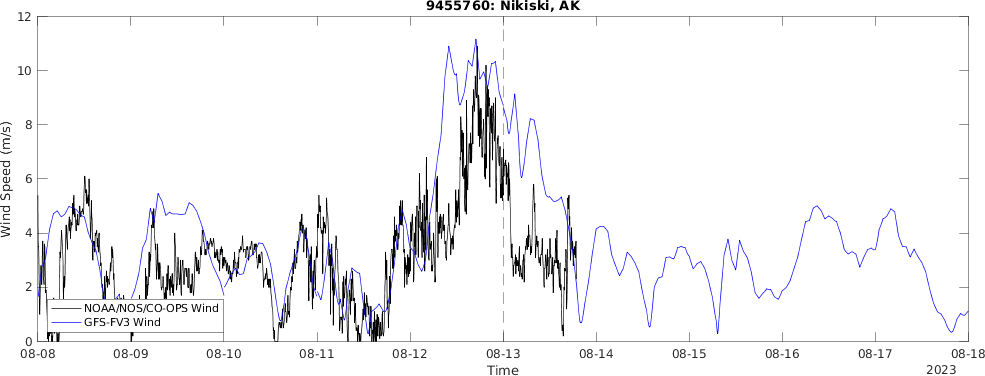 9455760: Nikiski, AK
Wind Speed (m/s)
12
10
8
6
4
2
0
NOAA/NOS/CO-OPS Wind
GFS-FV3 Wind
08-08 08-09 08-10 08-11 08-12 08-13 08-14 08-15 08-16 08-17 08-18
Time
2023